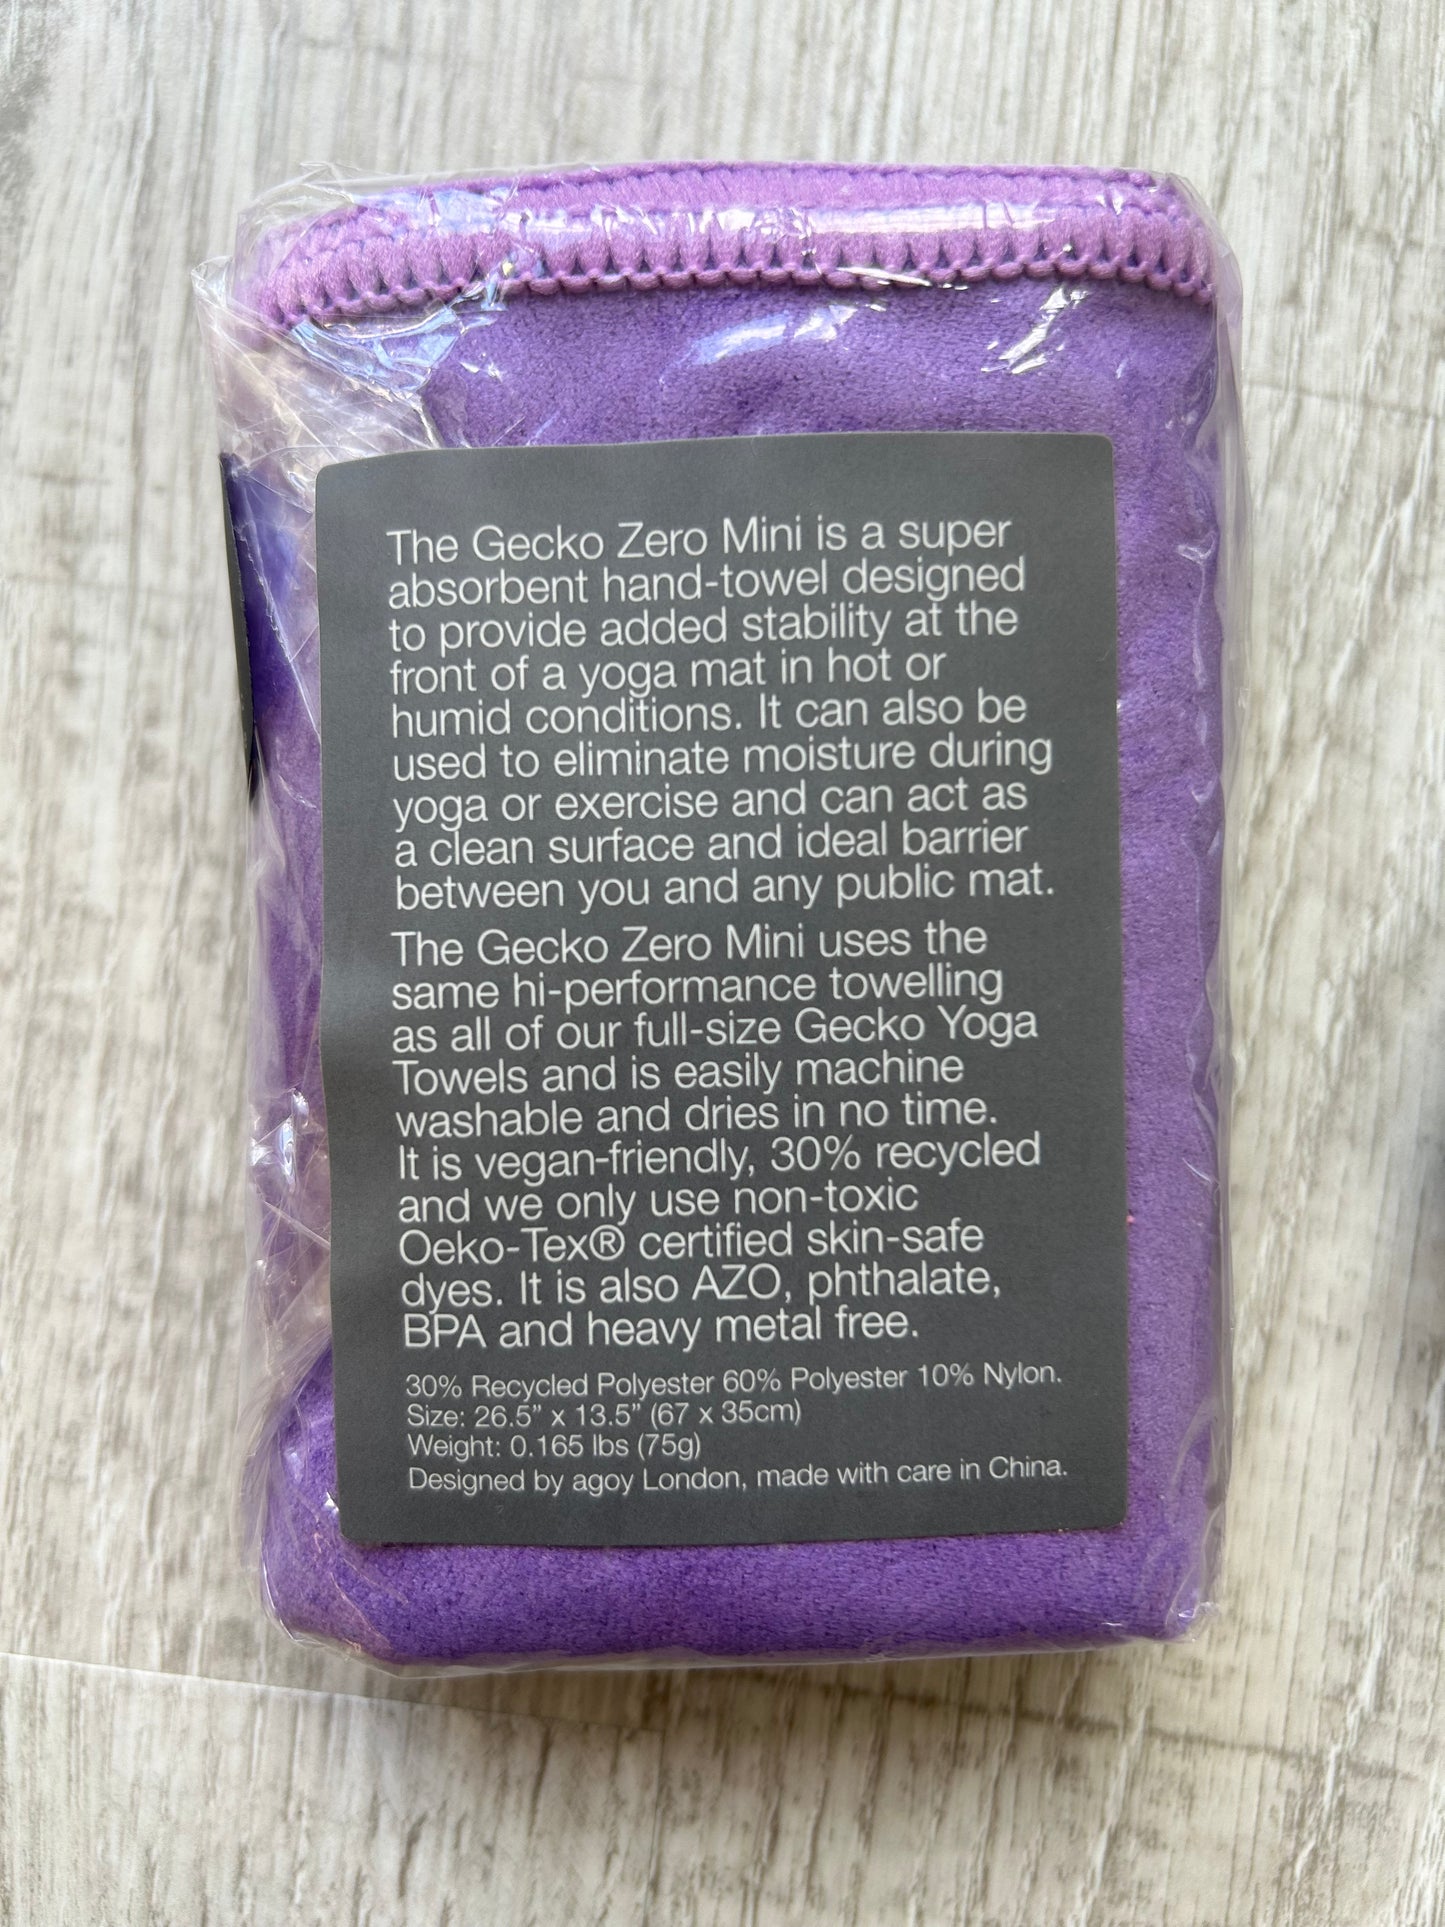 The Gecko Zero Mini is a super
absorbent hand-towel designed
to provide added stability at the
front of a yoga mat in hot or
humid conditions. It can also be
used to eliminate moisture during
yoga or exercise and can act as
a clean surface and ideal barrier
between you and any public mat.
The Gecko Zero Mini uses the
same hi-performance towelling
as all of our full-size Gecko Yoga
Towels and is easily machine
washable and dries in no time.
It is vegan-friendly, 30% recycled
and we only use non-toxic
Oeko-Tex® certified skin-safe
dyes. It is also AZO, phthalate,
BPA and heavy metal free.
30% Recycled Polyester 60% Polyester 10% Nylon.
Size: 26.5” x 13.5” (67 x 35cm)
Weight: 0.165 lbs (75g)
Designed by agoy London, made with care in China.